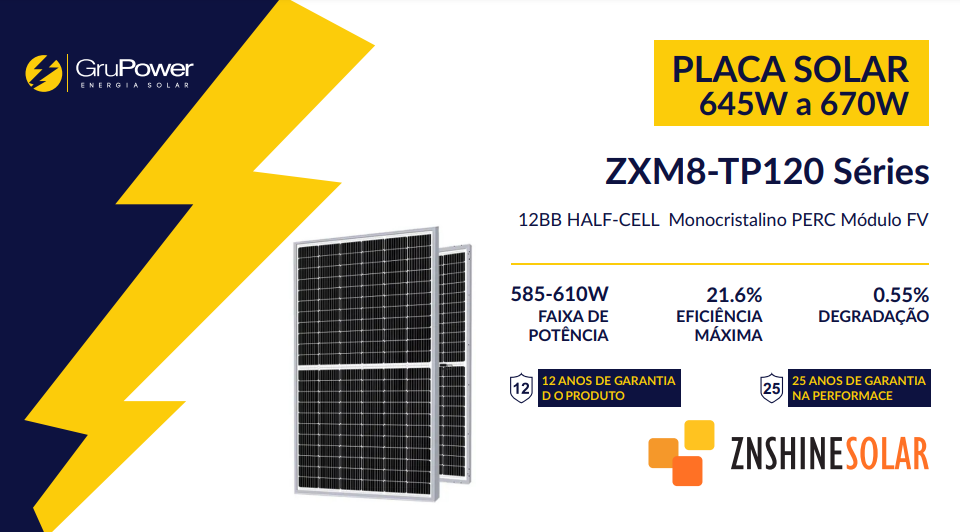 GruPower
ENERGIA SOLAR
PLACA SOLAR
645W a 670W
ZXM8-TP120 Séries
12BB HALF-CELL Monocristalino PERC Módulo FV
585-610W
FAIXA DE
POTÊNCIA
21.6%
EFICIÊNCIA
MÁXIMA
0.55%
DEGRADAÇÃO
12
12 ANOS DE GARANTIA
D O PRODUTO
25
25 ANOS DE GARANTIA
NA PERFORMACE
ZNSHINESOLAR